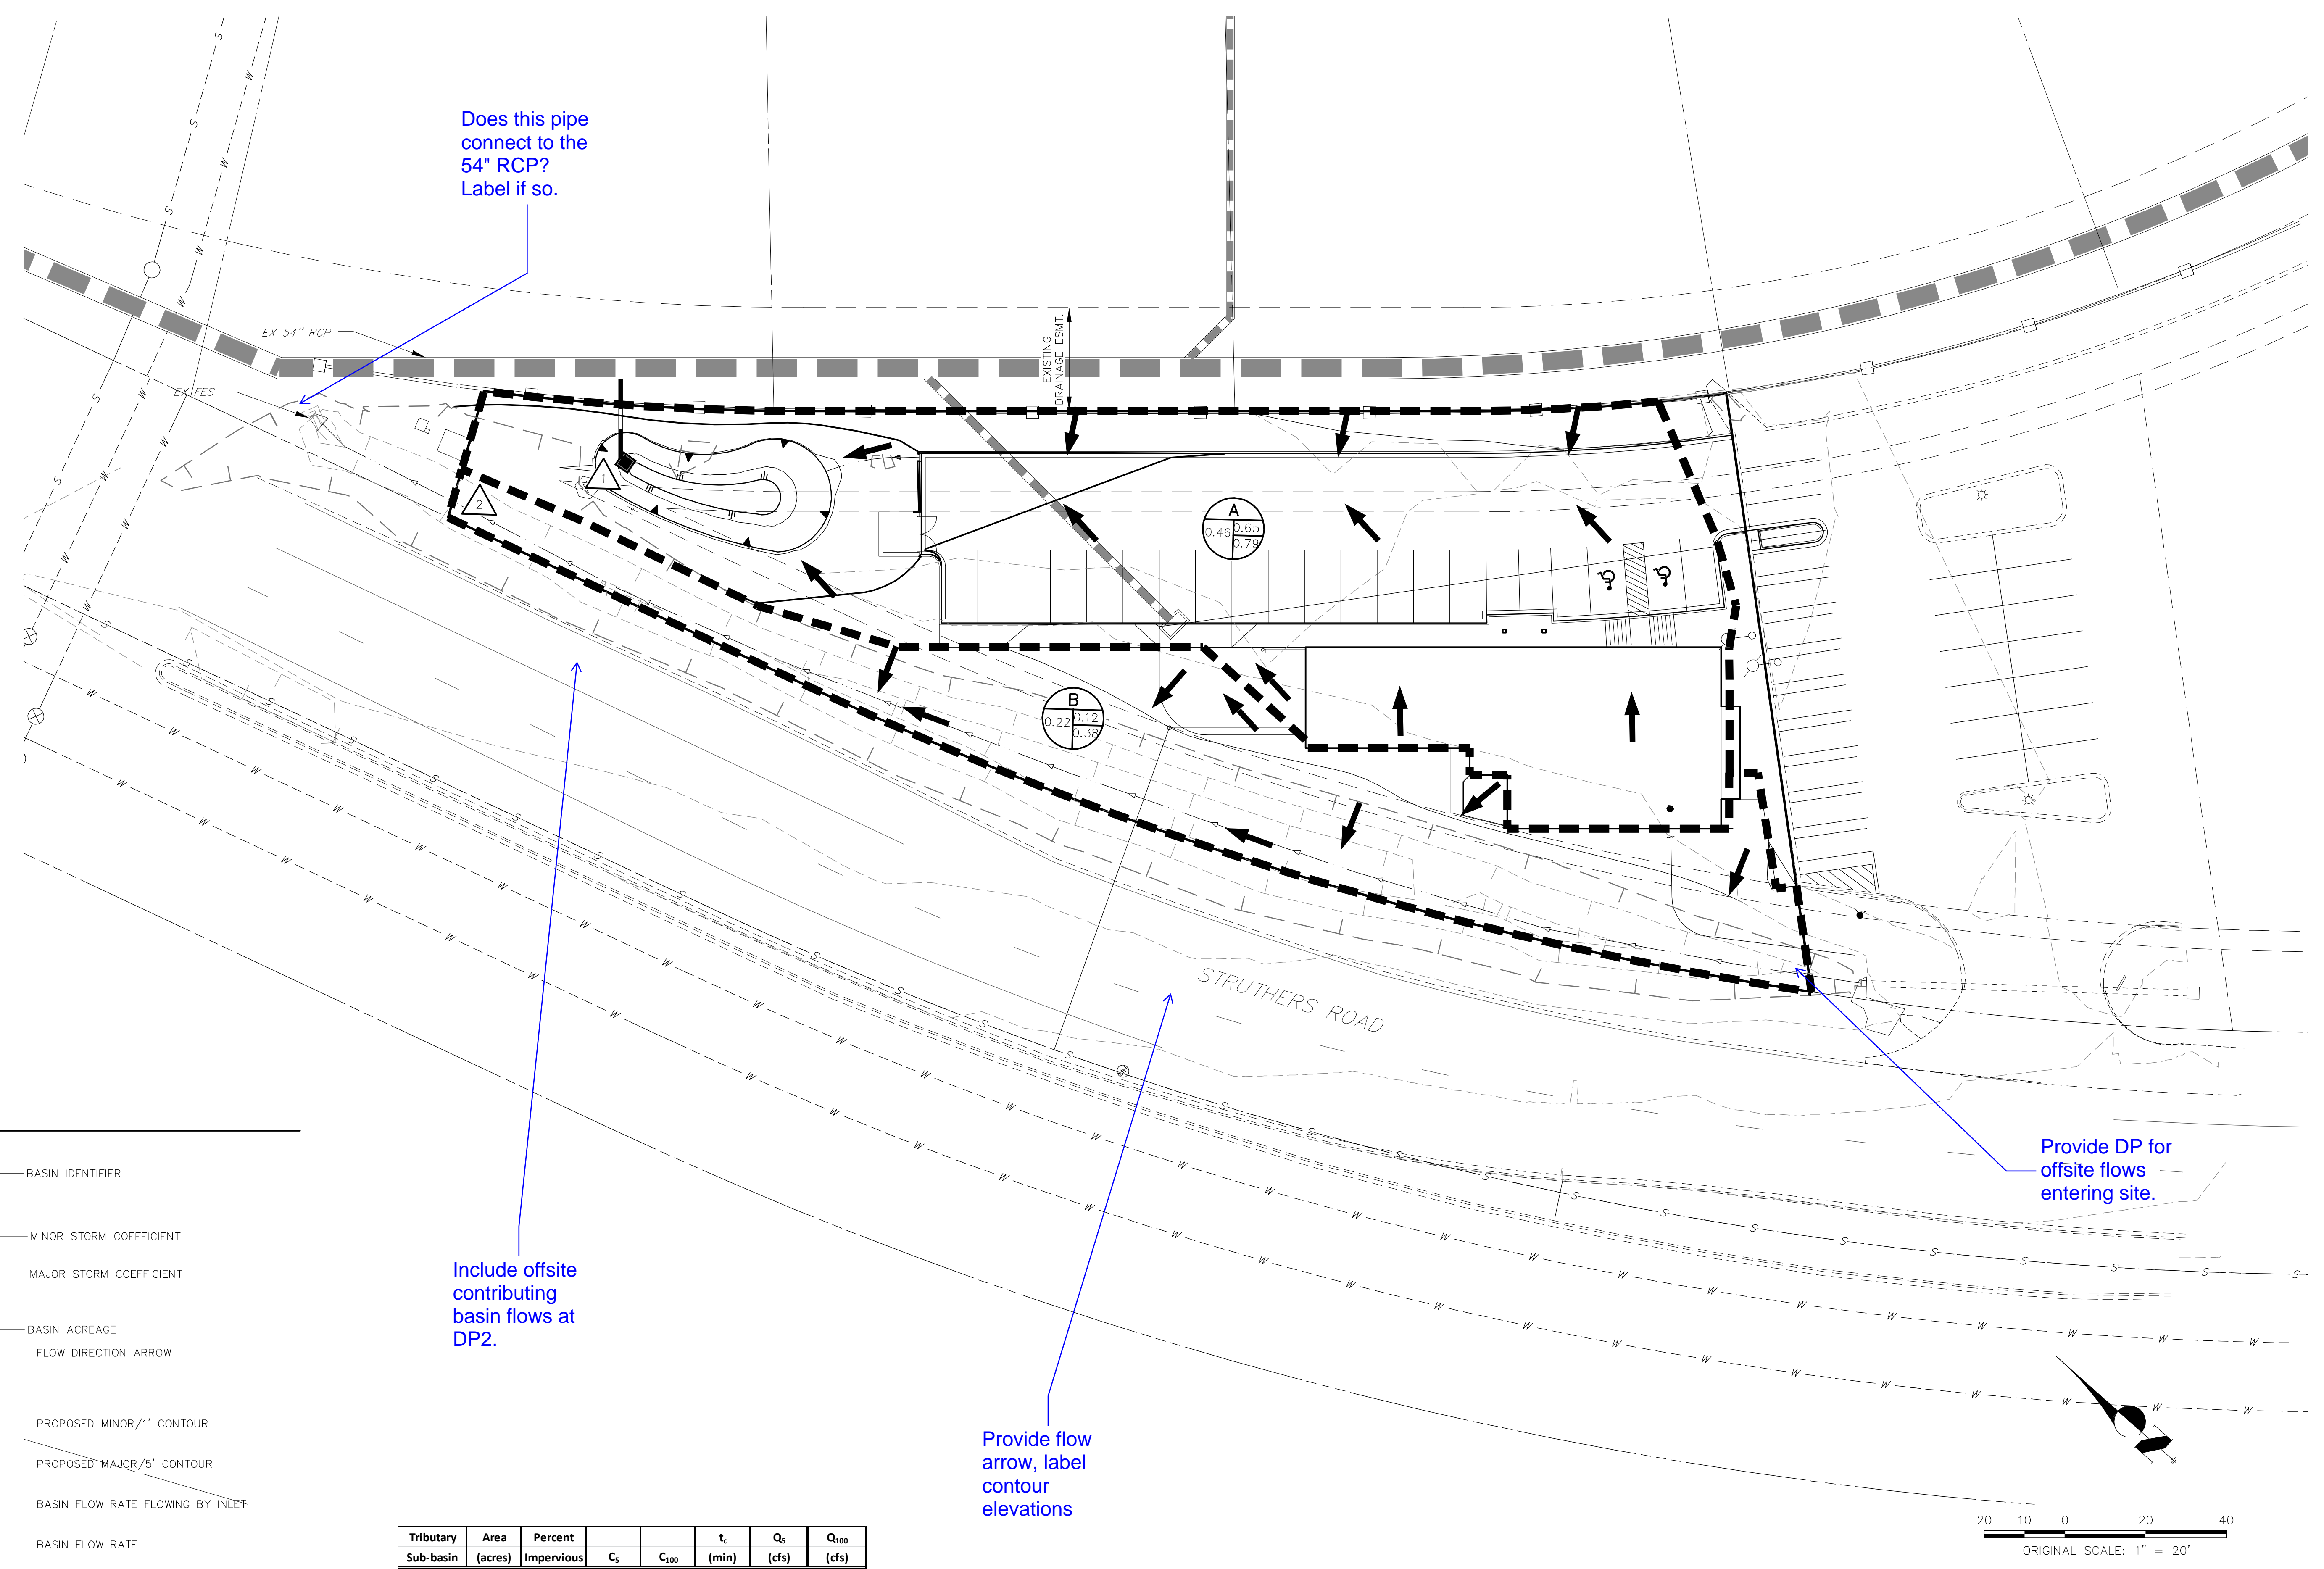 Does this pipe
connect to the
54" RCP?
Label if so.
EX 54" RCP
EX FES
EXISTING
DRAINAGE ESMT.
1
2
A
0.46
0.65
0.79
B
0.22
0.12
0.38
STRUTHERS ROAD
Provide DP for
offsite flows
entering site.
Include offsite
contributing
basin flows at
DP2.
Provide flow
arrow, label
contour
elevations
BASIN IDENTIFIER
MINOR STORM COEFFICIENT
MAJOR STORM COEFFICIENT
BASIN ACREAGE
FLOW DIRECTION ARROW
PROPOSED MINOR/1' CONTOUR
PROPOSED MAJOR/5' CONTOUR
BASIN FLOW RATE FLOWING BY INLET
BASIN FLOW RATE
Tributary Area Percent tc Q5 Q100
Sub-basin (acres) Impervious C5 C100 (min) (cfs) (cfs)
20 10 0 20 40
ORIGINAL SCALE: 1" = 20'